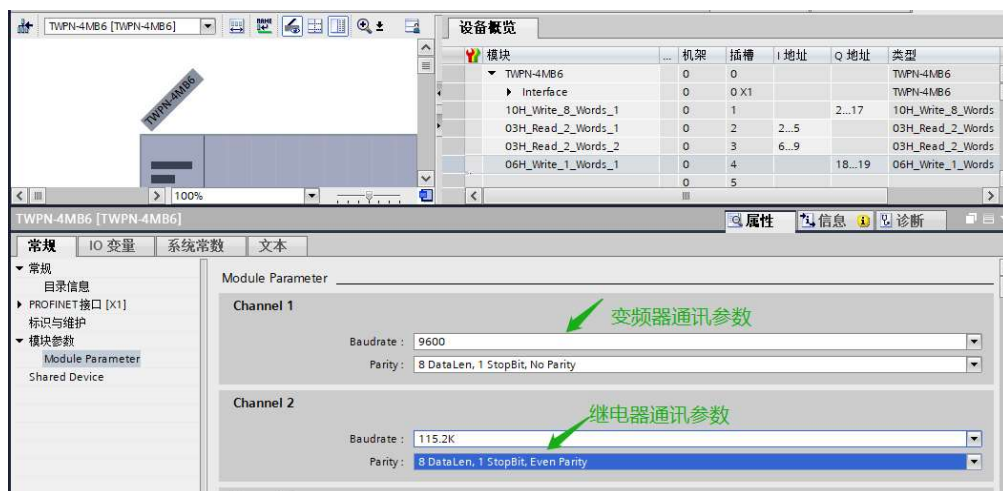 TWPN-4MB6 [TWPN-4MB6]
设备概览
模块 ... 机架 插槽 I 地址 Q 地址 类型
TWPN-4MB6 0 0 TWPN-4MB6
Interface 0 0 X1 TWPN-4MB6
10H_Write_8_Words_1 0 1 2...17 10H_Write_8_Words
03H_Read_2_Words_1 0 2 2...5 03H_Read_2_Words
03H_Read_2_Words_2 0 3 6...9 03H_Read_2_Words
06H_Write_1_Words_1 0 4 18...19 06H_Write_1_Words
0 5
TWPN-4MB6
100%
TWPN-4MB6 [TWPN-4MB6]
属性 信息 诊断
常规 IO 变量 系统常数 文本
常规
目录信息
PROFINET接口 [X1]
标识与维护
模块参数
Module Parameter
Shared Device
Module Parameter
Channel 1
变频器通讯参数
Baudrate : 9600
Parity : 8 DataLen, 1 StopBit, No Parity
Channel 2
继电器通讯参数
Baudrate : 115.2K
Parity : 8 DataLen, 1 StopBit, Even Parity